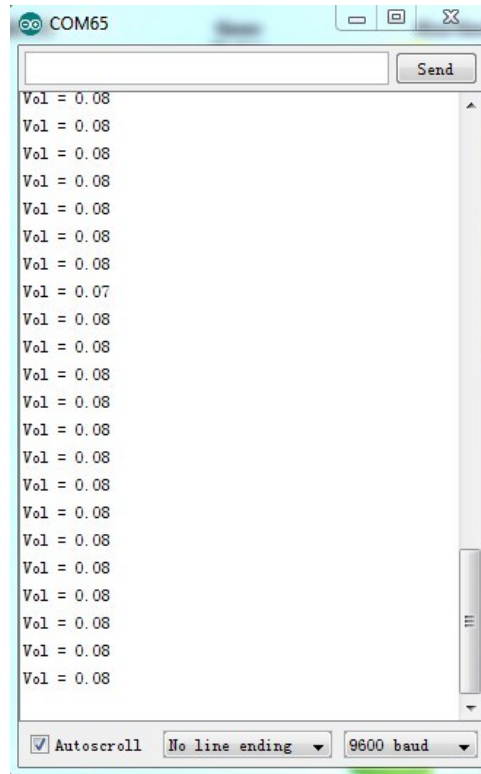 COM65
Send
Vol = 0.08
Vol = 0.08
Vol = 0.08
Vol = 0.08
Vol = 0.08
Vol = 0.08
Vol = 0.08
Vol = 0.07
Vol = 0.08
Vol = 0.08
Vol = 0.08
Vol = 0.08
Vol = 0.08
Vol = 0.08
Vol = 0.08
Vol = 0.08
Vol = 0.08
Vol = 0.08
Vol = 0.08
Vol = 0.08
Vol = 0.08
Vol = 0.08
Autoscroll No line ending 9600 baud